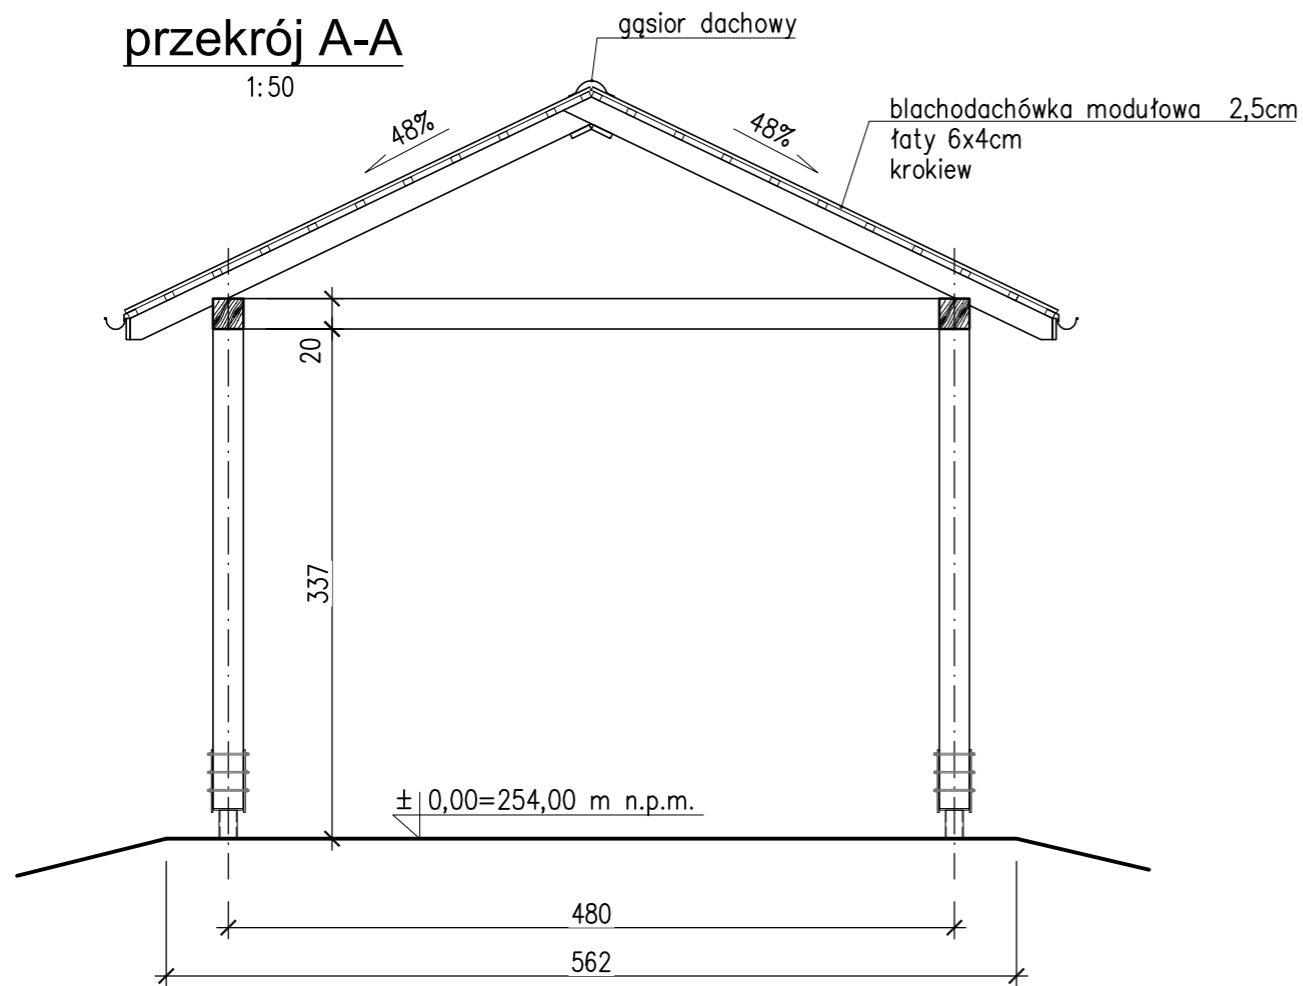 przekrój A-A
1:50
gąsior dachowy
48%
48%
blachodachówka modułowa 2,5cm
łaty 6x4cm
krokiew
20
337
± 0,00=254,00 m n.p.m.
480
562